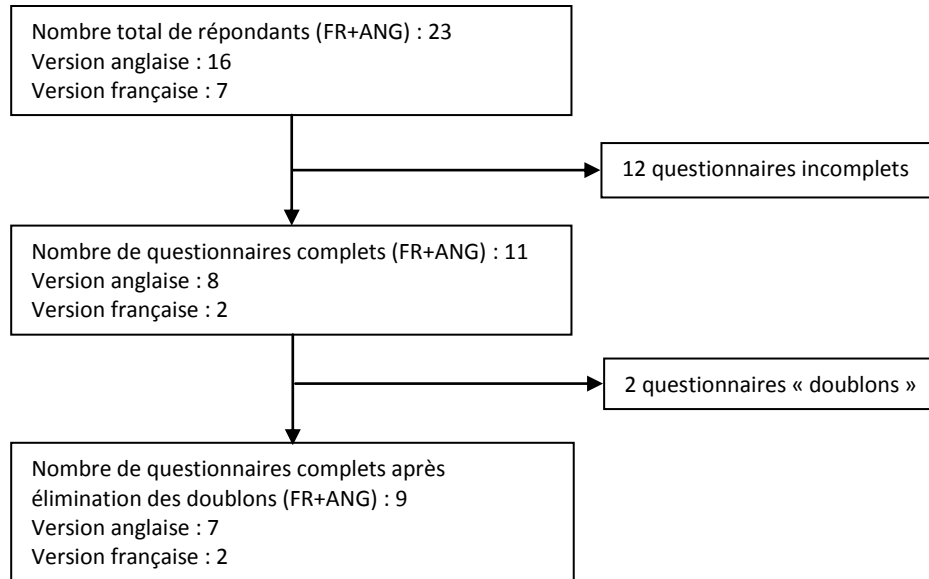 Nombre total de répondants (FR+ANG) : 23
Version anglaise : 16
Version française : 7
12 questionnaires incomplets
Nombre de questionnaires complets (FR+ANG) : 11
Version anglaise : 8
Version française : 2
2 questionnaires « doublons »
Nombre de questionnaires complets après
élimination des doublons (FR+ANG) : 9
Version anglaise : 7
Version française : 2